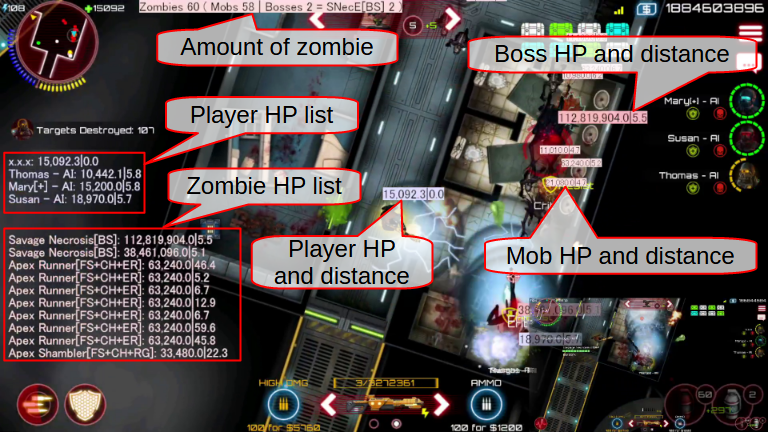 108
15092
Zombies 60 ( Mobs 58 | Bosses 2 = SNecE[BS] 2 )
5
+5
$
1884603896
Amount of zombie
Boss HP and distance
112,819,904.0|5.5
Mary[+] - AI
Susan - AI
Thomas - AI
Player HP list
Targets Destroyed: 107
x.x.x: 15,092.3|0.0
Thomas - AI: 10,442.1|5.8
Mary[+] - AI: 15,200.0|5.8
Susan - AI: 18,970.0|5.7
Zombie HP list
15,092.3|0.0
Savage Necrosis[BS]: 112,819,904.0|5.5
Savage Necrosis[BS]: 38,461,096.0|5.1
Apex Runner[FS+CH+ER]: 63,240.0|46.4
Apex Runner[FS+CH+ER]: 63,240.0|5.2
Apex Runner[FS+CH+ER]: 63,240.0|6.7
Apex Runner[FS+CH+ER]: 63,240.0|12.9
Apex Runner[FS+CH+ER]: 63,240.0|6.7
Apex Runner[FS+CH+ER]: 63,240.0|59.6
Apex Runner[FS+CH+ER]: 63,240.0|45.8
Apex Shambler[FS+CH+RG]: 33,480.0|22.3
Player HP
and distance
Mob HP and distance
18,970.0|5.7
HIGH DMG
3/3272361
AMMO
100 for $5760
100 for $1200
60
2